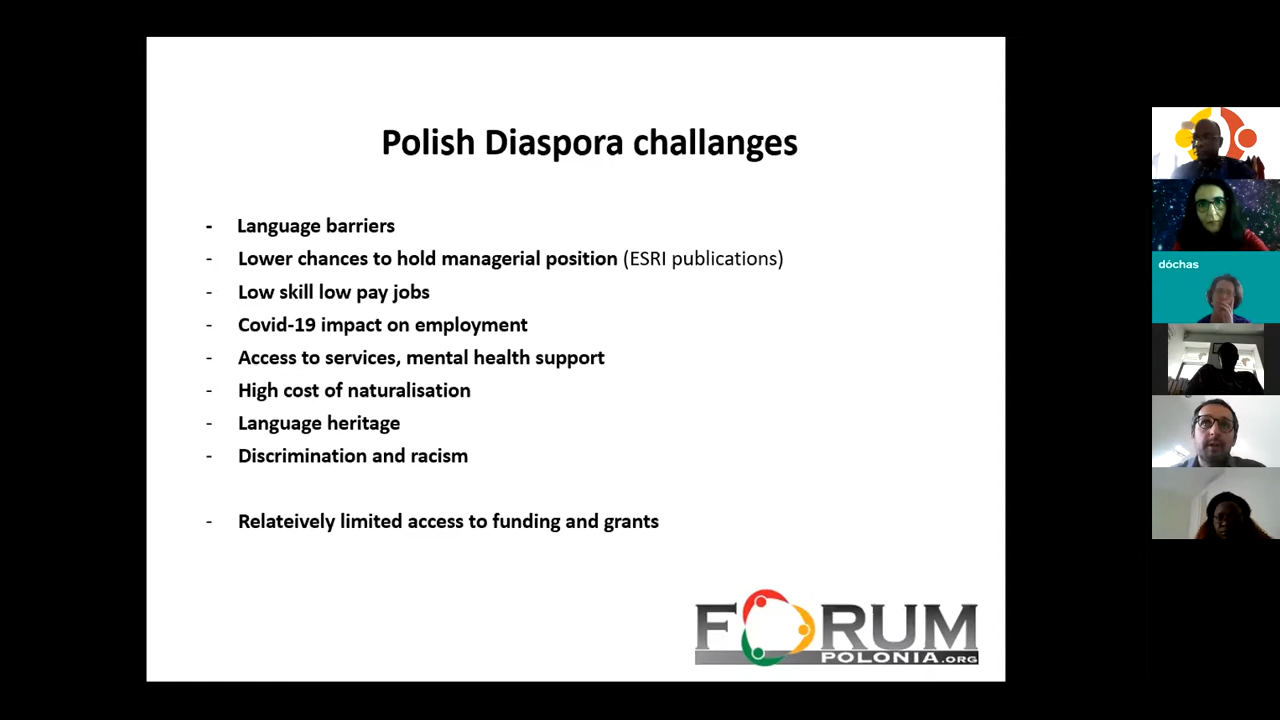 Polish Diaspora challanges
- Language barriers
- Lower chances to hold managerial position (ESRI publications)
- Low skill low pay jobs
- Covid-19 impact on employment
- Access to services, mental health support
- High cost of naturalisation
- Language heritage
- Discrimination and racism
- Relateively limited access to funding and grants
FORUM
POLONIA.ORG
dóchas